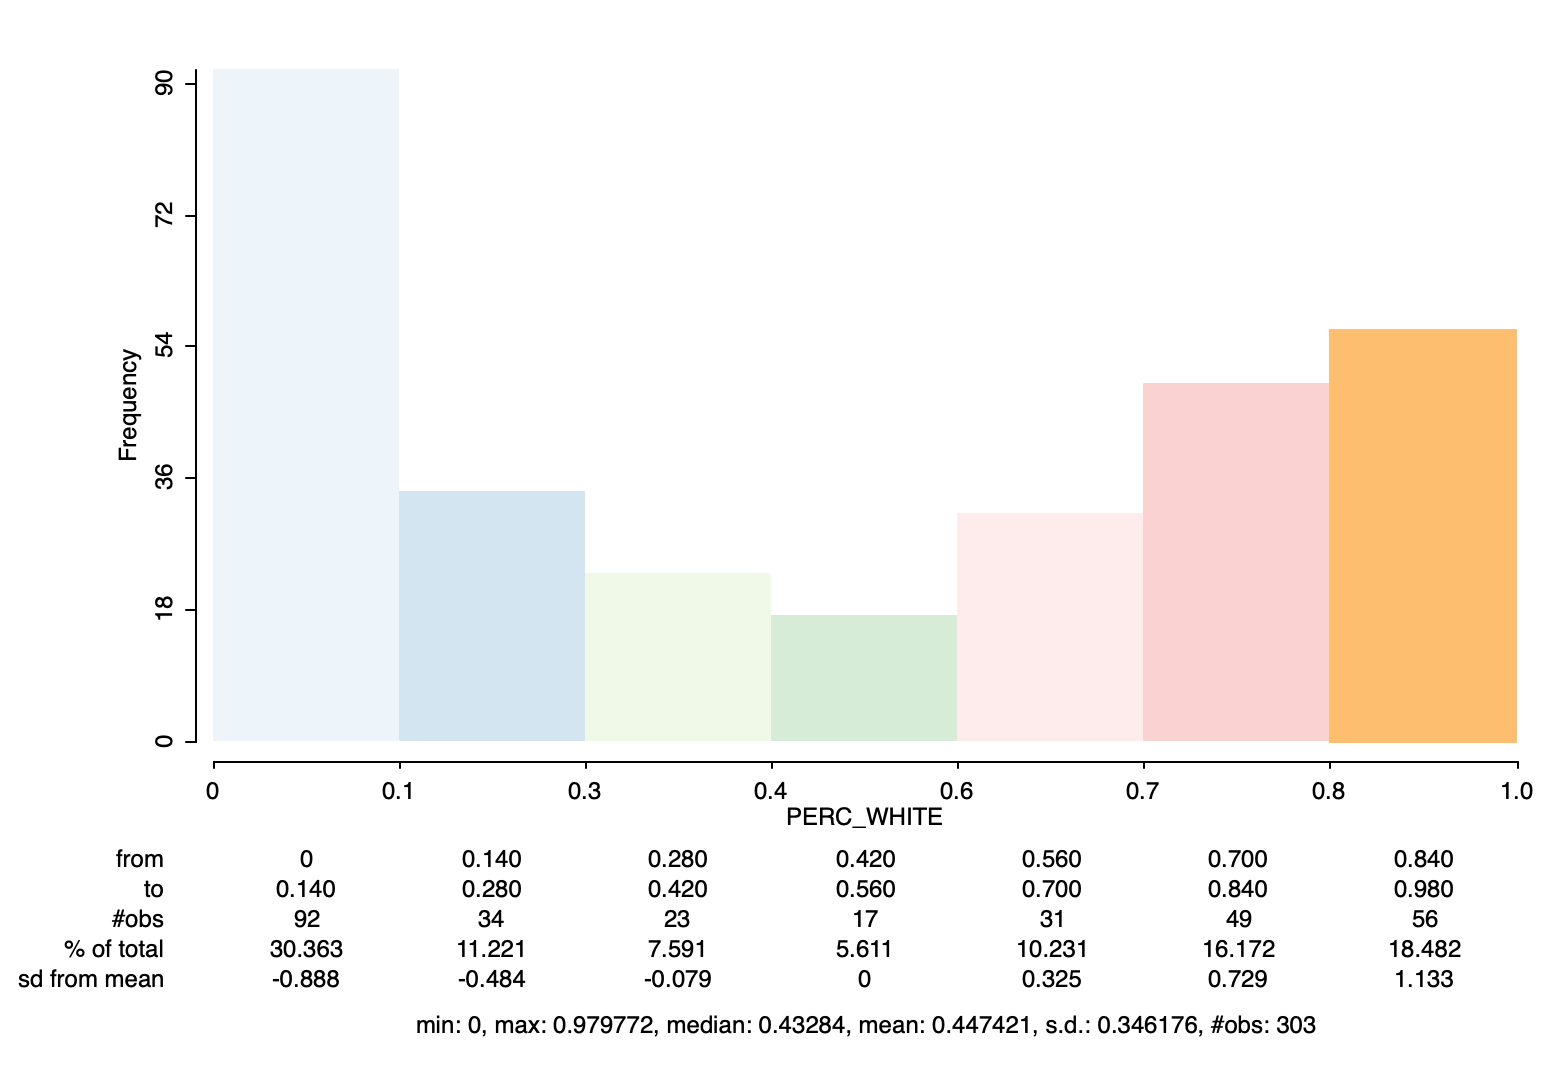 90
72
54
36
18
0
Frequency
0 0.1 0.3 0.4 0.6 0.7 0.8 1.0
PERC_WHITE
from 0 0.140 0.280 0.420 0.560 0.700 0.840
to 0.140 0.280 0.420 0.560 0.700 0.840 0.980
#obs 92 34 23 17 31 49 56
% of total 30.363 11.221 7.591 5.611 10.231 16.172 18.482
sd from mean -0.888 -0.484 -0.079 0 0.325 0.729 1.133
min: 0, max: 0.979772, median: 0.43284, mean: 0.447421, s.d.: 0.346176, #obs: 303